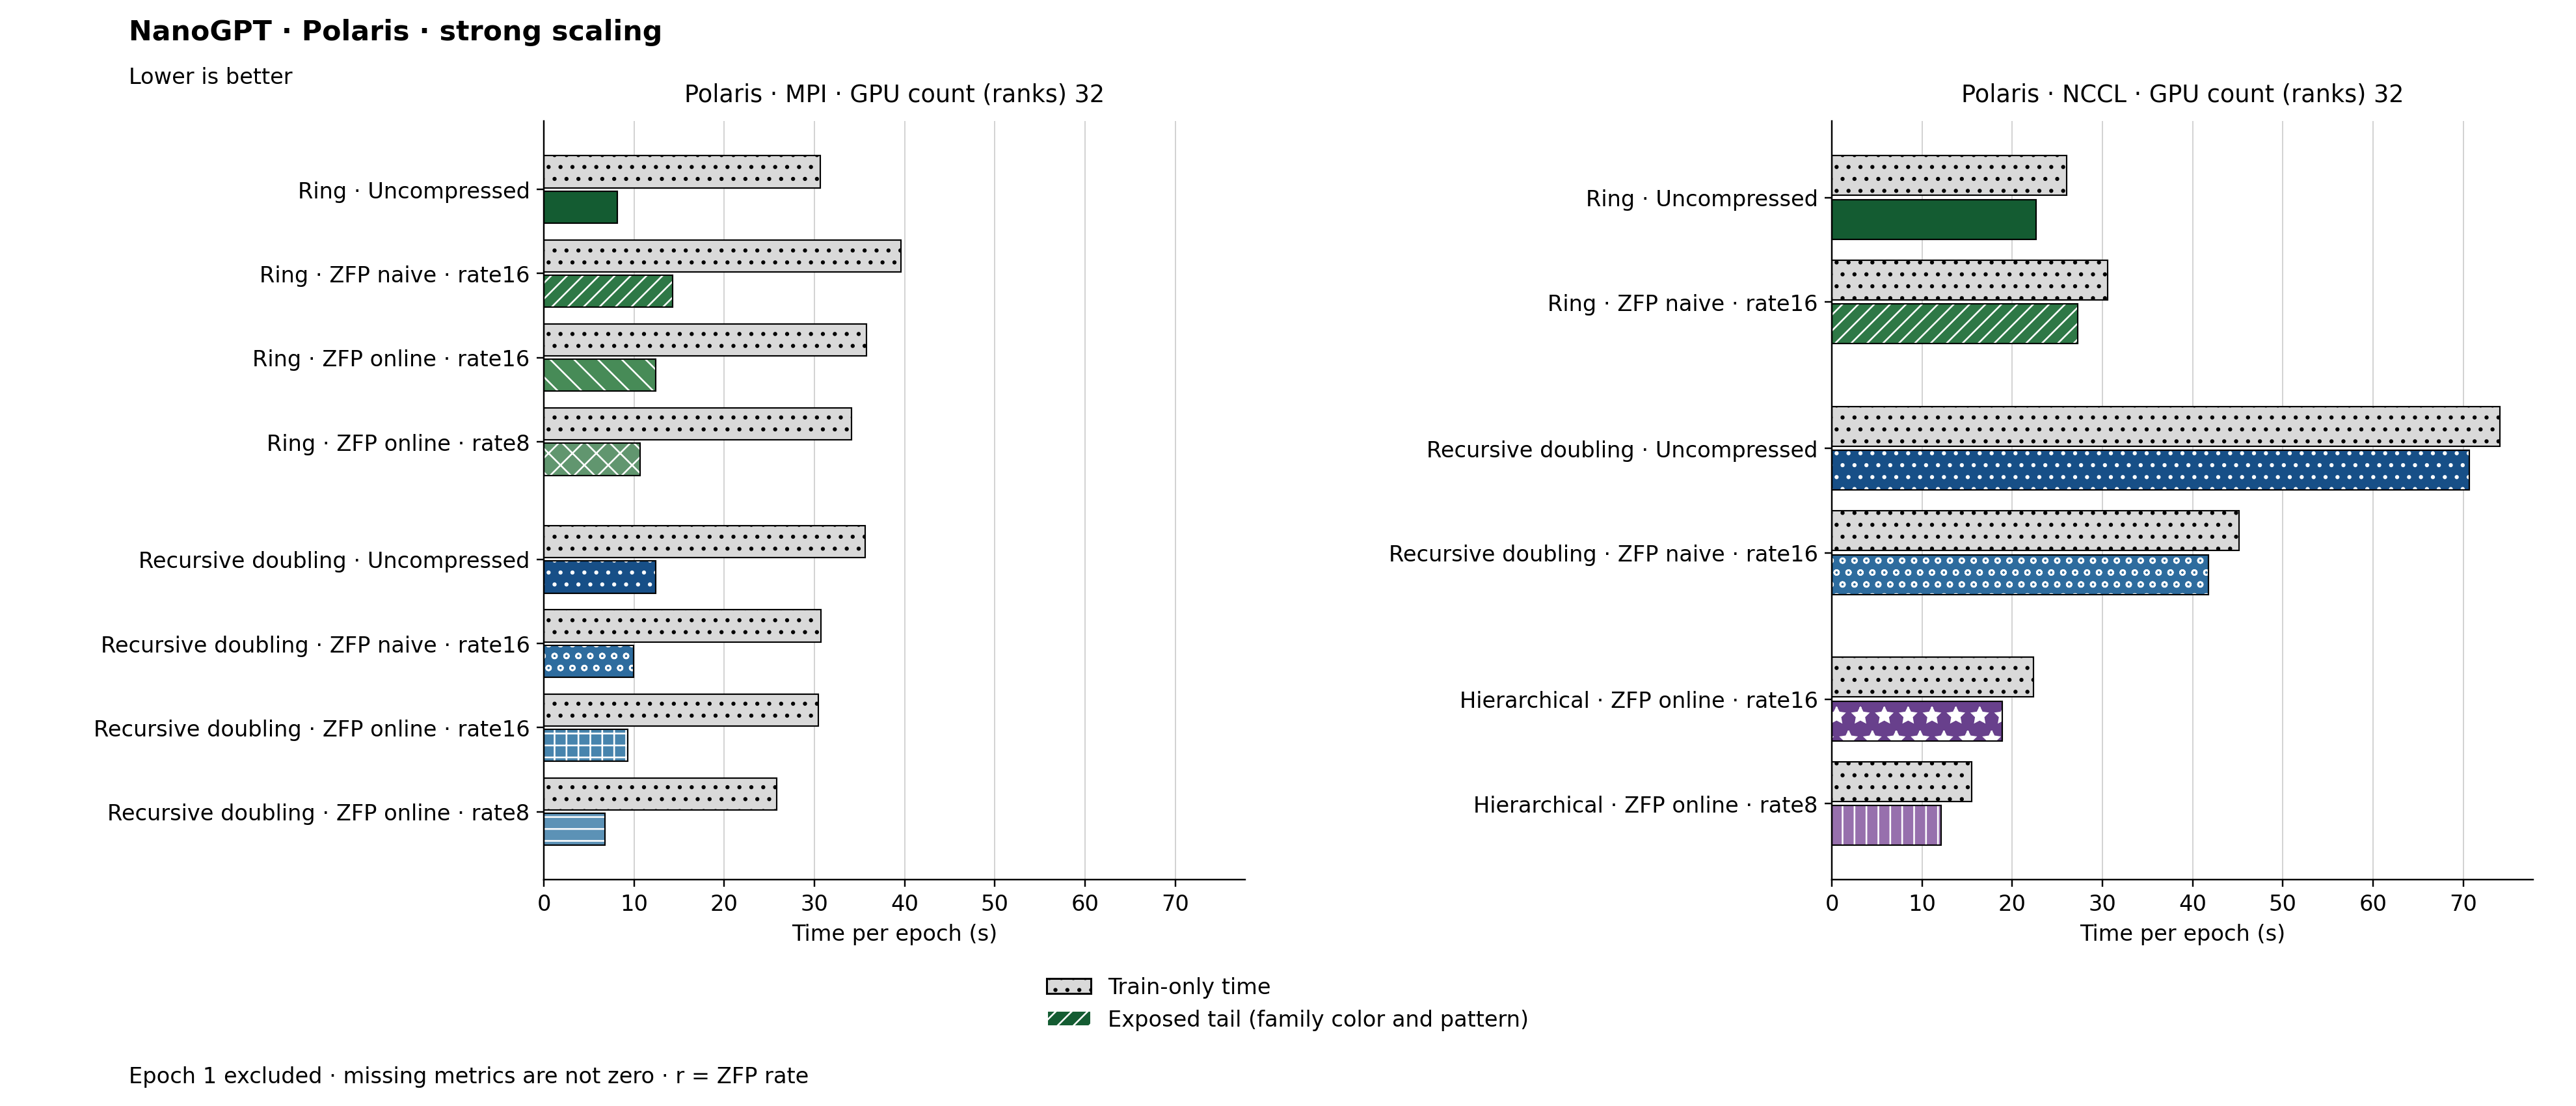 NanoGPT · Polaris · strong scaling
Lower is better
Polaris · MPI · GPU count (ranks) 32
Ring · Uncompressed
Ring · ZFP naive · rate16
Ring · ZFP online · rate16
Ring · ZFP online · rate8
Recursive doubling · Uncompressed
Recursive doubling · ZFP naive · rate16
Recursive doubling · ZFP online · rate16
Recursive doubling · ZFP online · rate8
0 10 20 30 40 50 60 70
Time per epoch (s)
Polaris · NCCL · GPU count (ranks) 32
Ring · Uncompressed
Ring · ZFP naive · rate16
Recursive doubling · Uncompressed
Recursive doubling · ZFP naive · rate16
Hierarchical · ZFP online · rate16
Hierarchical · ZFP online · rate8
0 10 20 30 40 50 60 70
Time per epoch (s)
Train-only time
Exposed tail (family color and pattern)
Epoch 1 excluded · missing metrics are not zero · r = ZFP rate